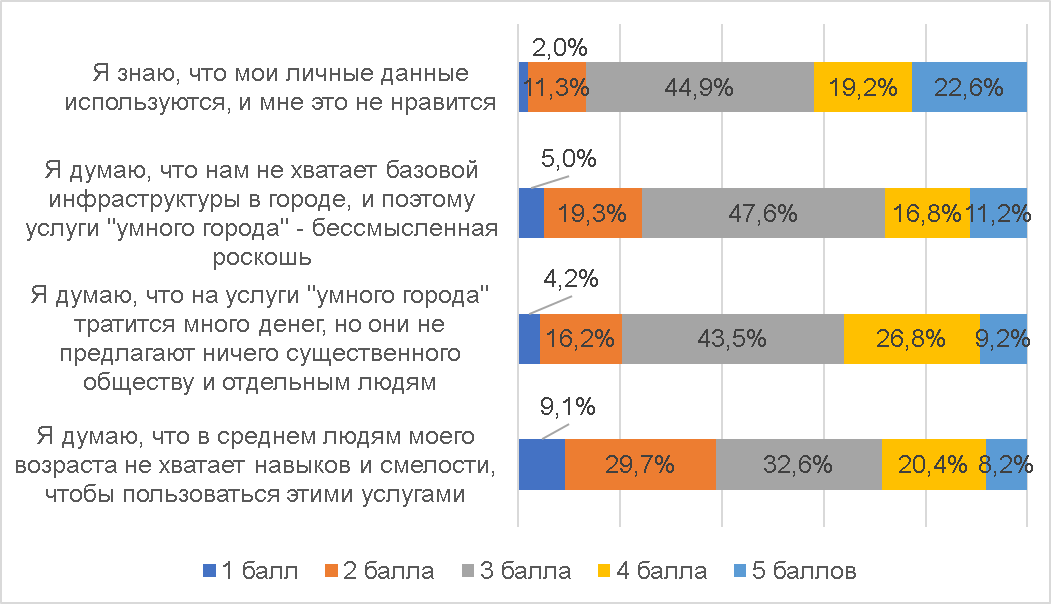 2,0%
Я знаю, что мои личные данные
используются, и мне это не нравится
11,3% 44,9% 19,2% 22,6%
5,0%
Я думаю, что нам не хватает базовой
инфраструктуры в городе, и поэтому
услуги "умного города" - бессмысленная
роскошь
19,3% 47,6% 16,8% 11,2%
4,2%
Я думаю, что на услуги "умного города"
тратится много денег, но они не
предлагают ничего существенного
обществу и отдельным людям
16,2% 43,5% 26,8% 9,2%
9,1%
Я думаю, что в среднем людям моего
возраста не хватает навыков и смелости,
чтобы пользоваться этими услугами
29,7% 32,6% 20,4% 8,2%
1 балл 2 балла 3 балла 4 балла 5 баллов